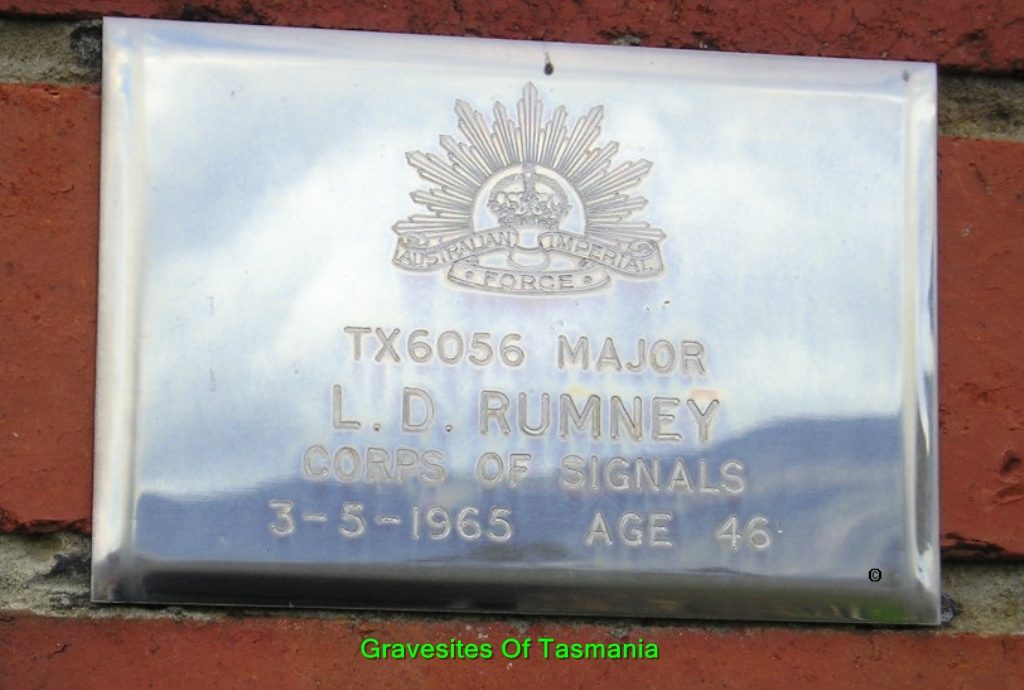 AUSTRALIAN IMPERIAL
FORCE
TX6056 MAJOR
L. D. RUMNEY
CORPS OF SIGNALS
3-5-1965 AGE 46
©
Gravesites Of Tasmania